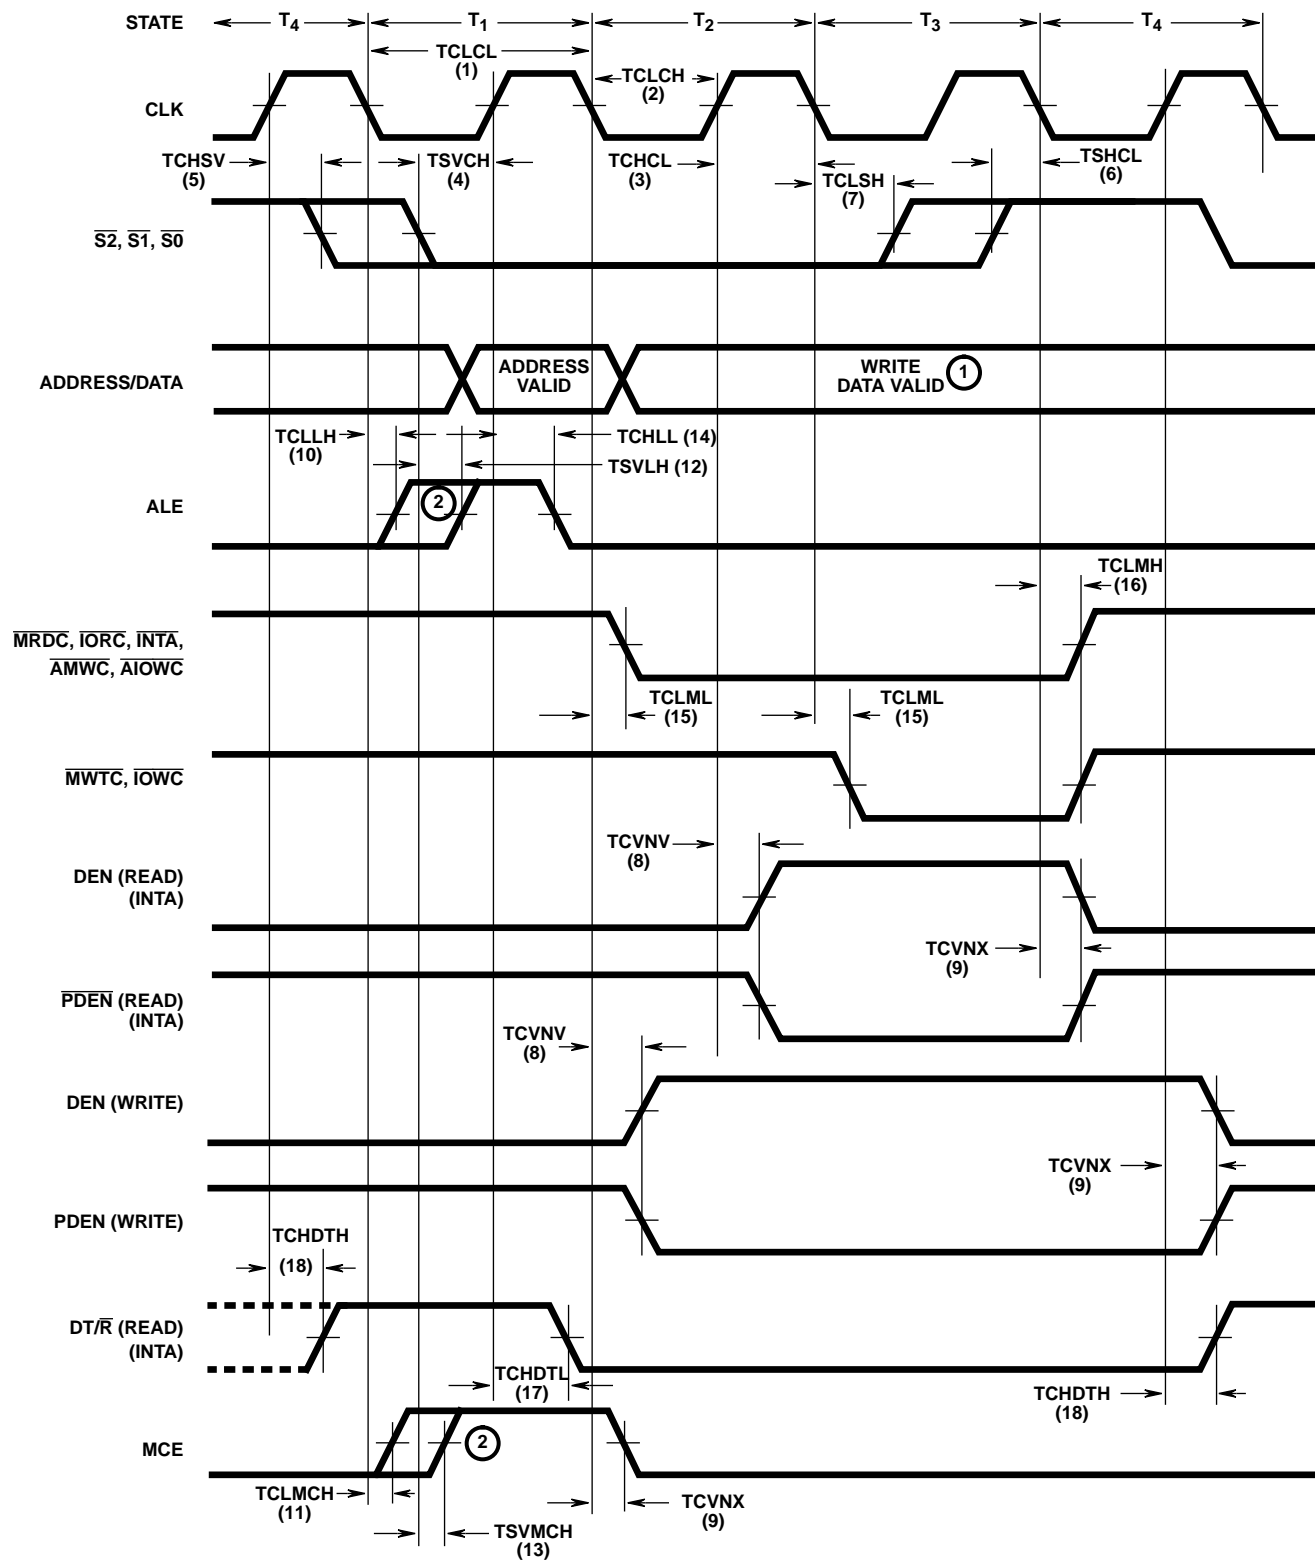 STATE T4 T1 T2 T3 T4
TCLCL
(1)
TCLCH
(2)
CLK
TCHSV
(5)
TSVCH
(4)
TCHCL
(3)
TCLSH
(7)
TSHCL
(6)
S2, S1, S0
ADDRESS/DATA
ADDRESS
VALID
WRITE
DATA VALID 1
TCLLH
(10)
TCHLL (14)
TSVLH (12)
ALE
2
TCLMH
(16)
MRDC, IORC, INTA,
AMWC, AIOWC
TCLML
(15)
TCLML
(15)
MWTC, IOWC
TCVNV
(8)
DEN (READ)
(INTA)
TCVNX
(9)
PDEN (READ)
(INTA)
TCVNV
(8)
DEN (WRITE)
TCVNX
(9)
PDEN (WRITE)
TCHDTH
(18)
DT/R (READ)
(INTA)
TCHDTL
(17)
TCHDTH
(18)
MCE
2
TCLMCH
(11)
TCVNX
(9)
TSVMCH
(13)